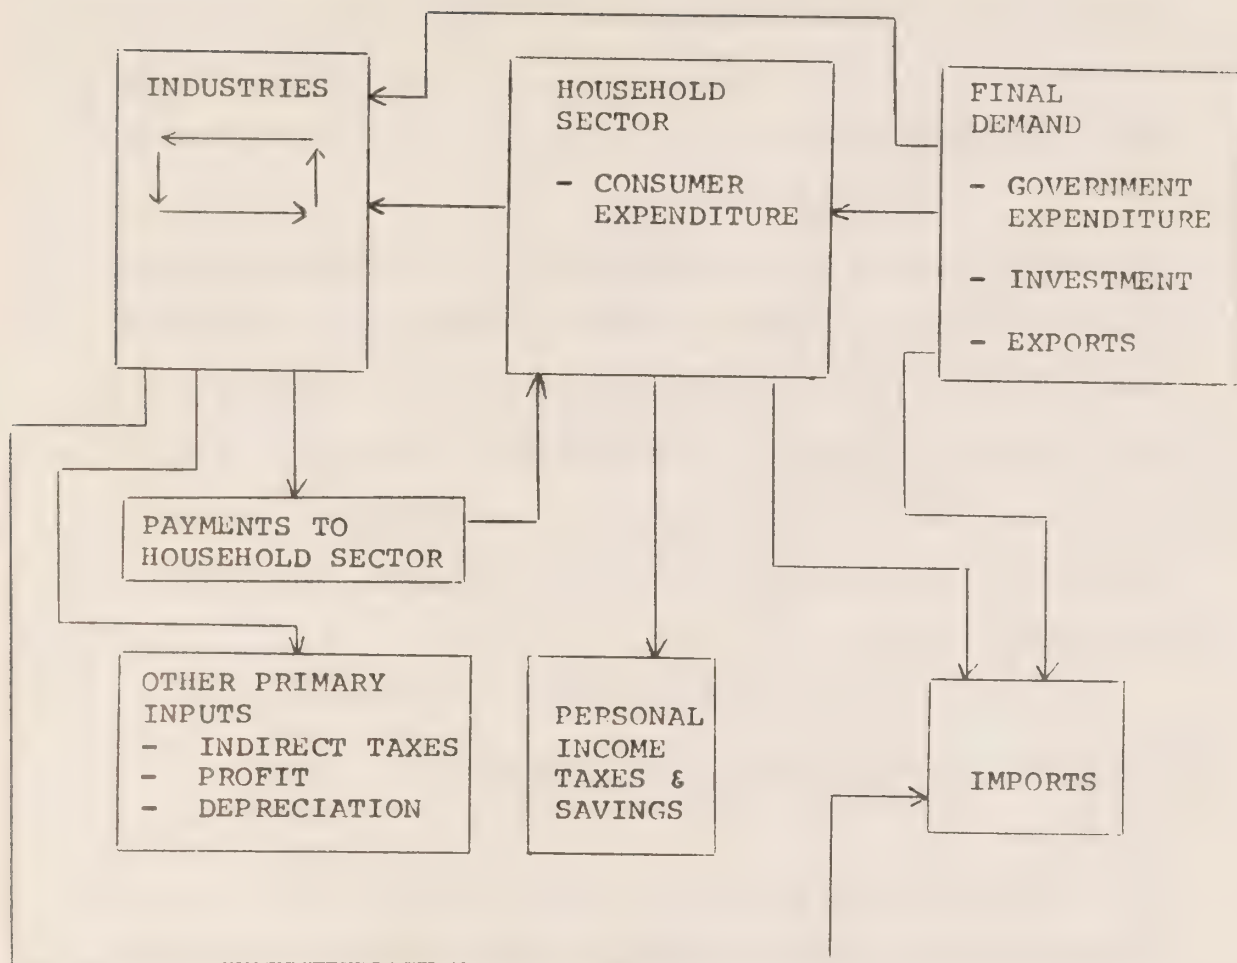 INDUSTRIES
HOUSEHOLD
SECTOR
- CONSUMER
EXPENDITURE
FINAL
DEMAND
- GOVERNMENT
EXPENDITURE
- INVESTMENT
- EXPORTS
PAYMENTS TO
HOUSEHOLD SECTOR
OTHER PRIMARY
INPUTS
- INDIRECT TAXES
- PROFIT
- DEPRECIATION
PERSONAL
INCOME
TAXES &
SAVINGS
IMPORTS